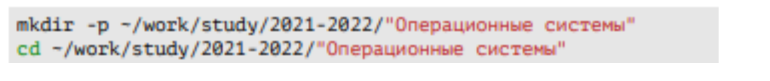 mkdir -p ~/work/study/2021-2022/"Операционные системы"
cd ~/work/study/2021-2022/"Операционные системы"